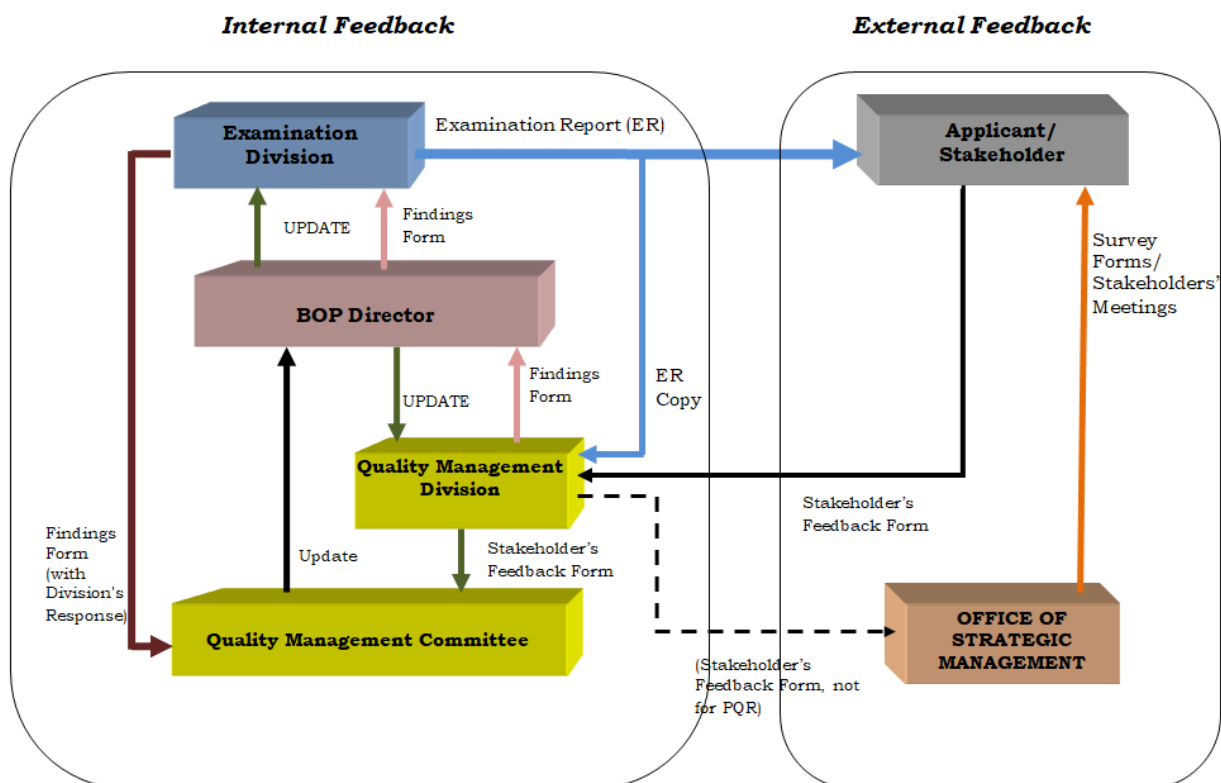 Internal Feedback
External Feedback
Examination
Division
Examination Report (ER)
Applicant/
Stakeholder
UPDATE
Findings
Form
Survey
Forms/
Stakeholders’
Meetings
BOP Director
Findings
Form
UPDATE
ER
Copy
Quality Management
Division
Stakeholder’s
Feedback Form
Findings
Form
(with
Division’s
Response)
Update
Stakeholder’s
Feedback Form
Quality Management Committee
OFFICE OF
STRATEGIC
MANAGEMENT
(Stakeholder’s
Feedback Form, not
for PQR)